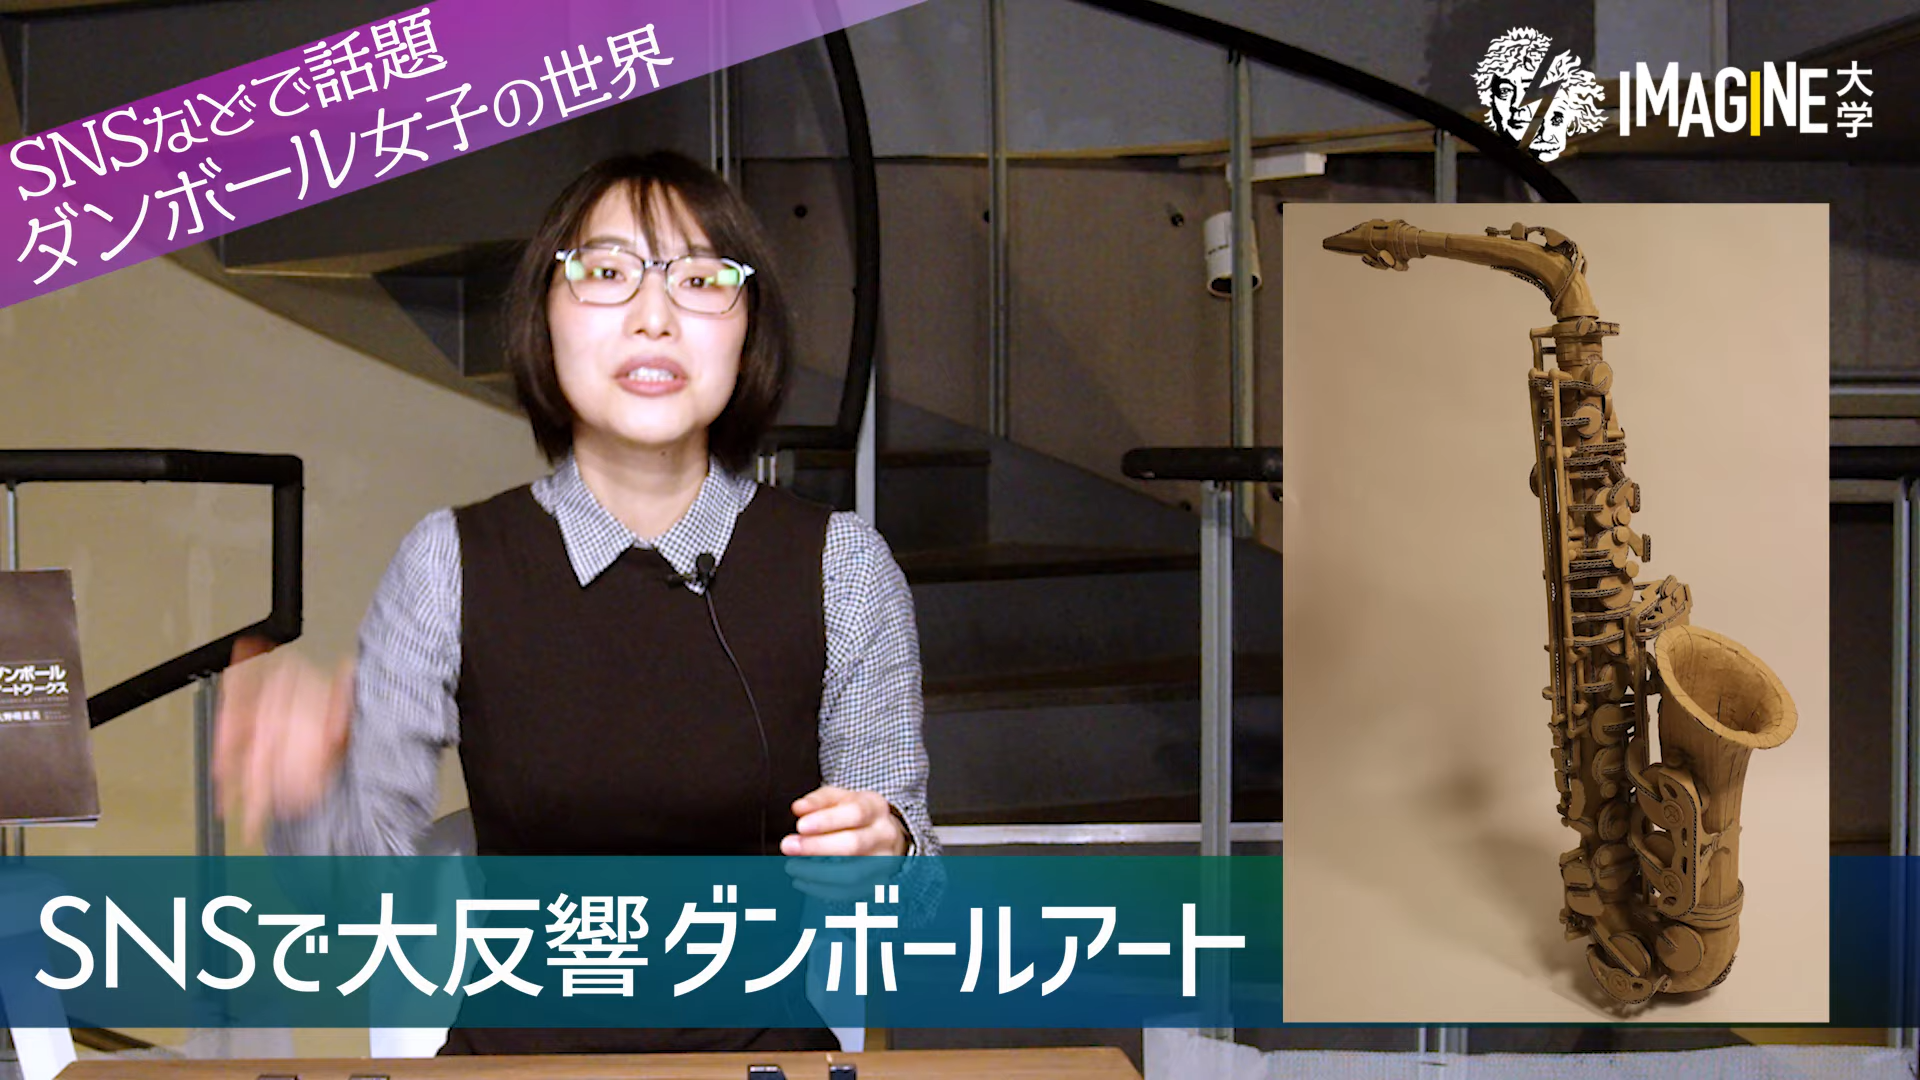 SNSなどで話題
ダンボール女子の世界
IMAGINE大学
ンボール
ートワークス
SNSで大反響 ダンボールアート